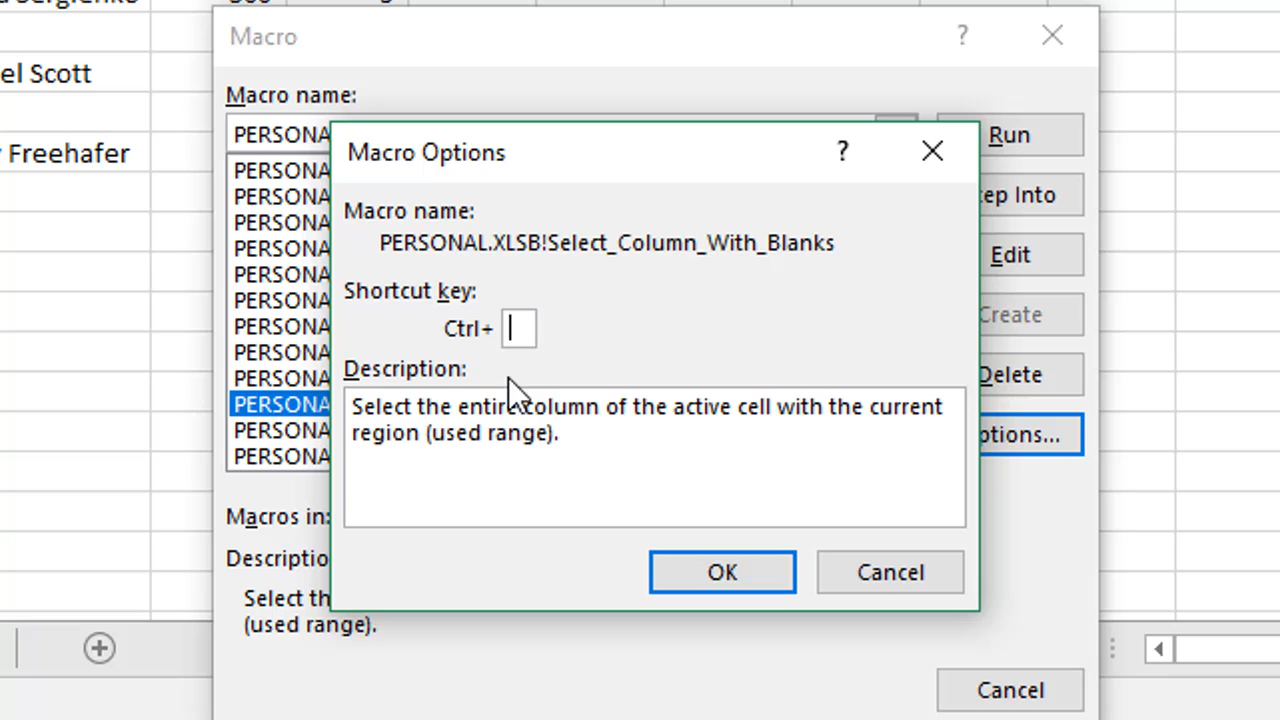 el Scott
Freehafer
Macro
?
Macro name:
PERSONA
Run
PERSONA
PERSONA
PERSONA
PERSONA
PERSONA
PERSONA
PERSONA
PERSONA
PERSONA
PERSONA
PERSONA
PERSONA
tep Into
Edit
Create
Delete
ptions...
Macro Options
?
Macro name:
PERSONAL.XLSB!Select_Column_With_Blanks
Shortcut key:
Ctrl+
Description:
Select the entire column of the active cell with the current
region (used range).
OK
Cancel
Macros in:
Descriptio
Select th
(used range).
Cancel